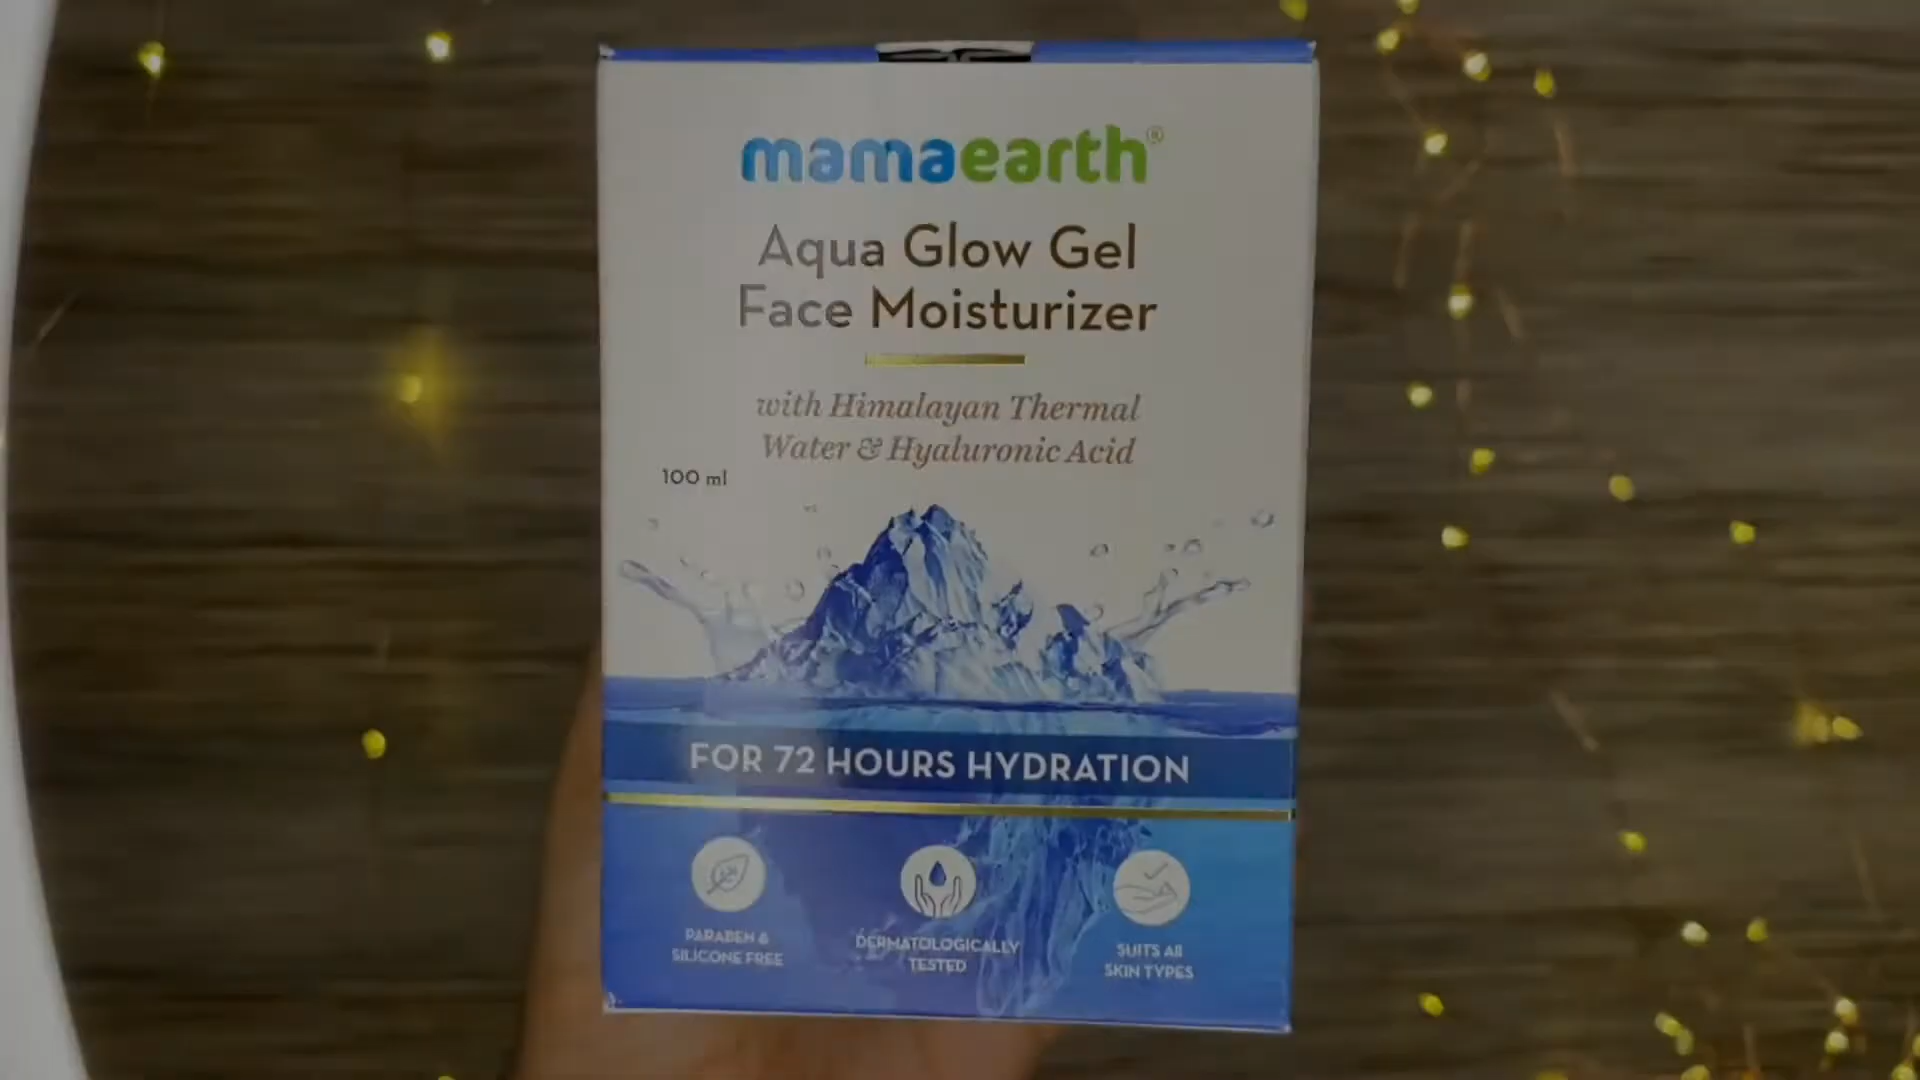 mamaearth®
Aqua Glow Gel
Face Moisturizer
with Himalayan Thermal
Water & Hyaluronic Acid
100 ml
FOR 72 HOURS HYDRATION
PARABEN &
SILICONE FREE
DERMATOLOGICALLY
TESTED
SUITS All
SKIN TYPES